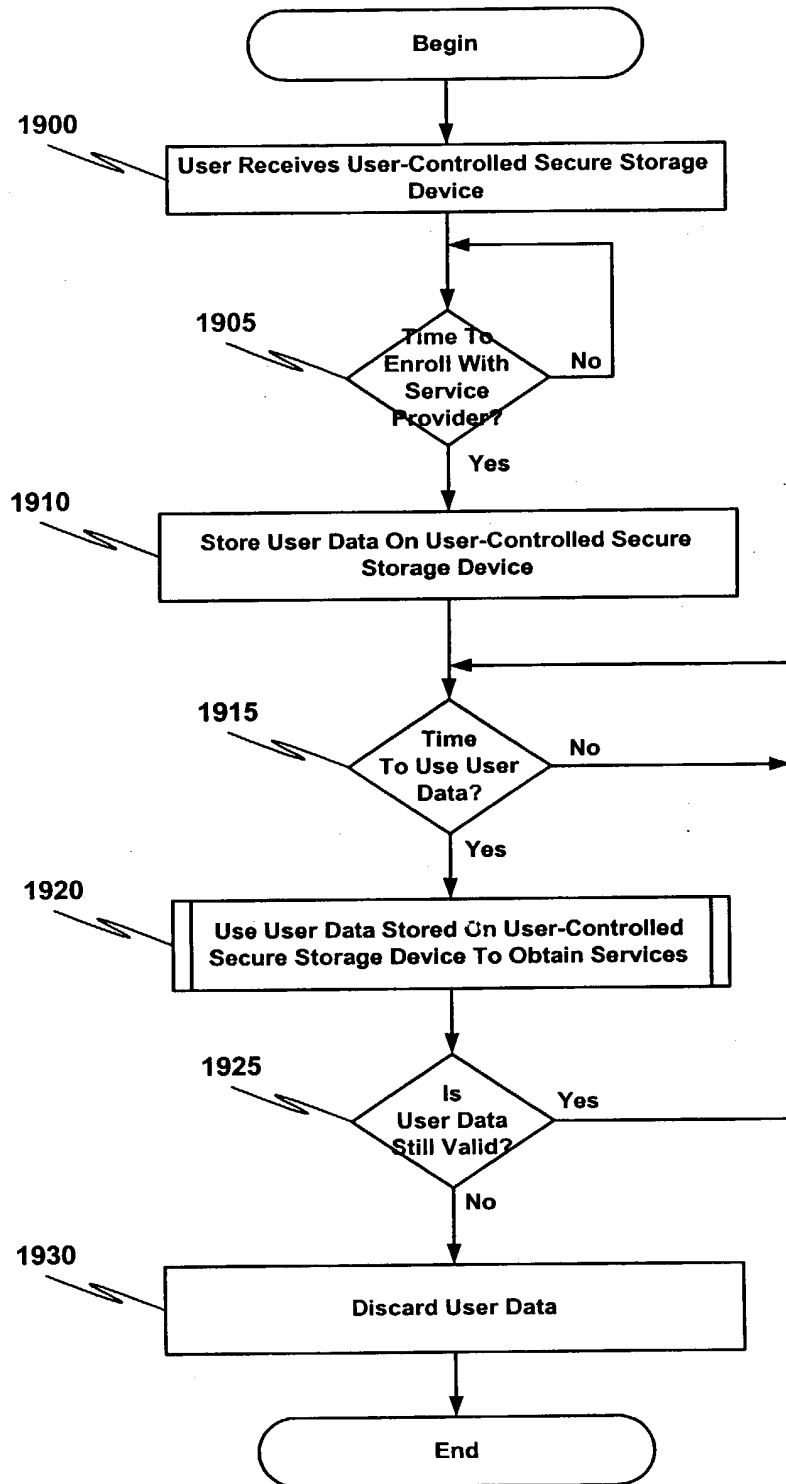 Begin
1900
User Receives User-Controlled Secure Storage
Device
1905
Time To
Enroll With
Service
Provider?
No
Yes
1910
Store User Data On User-Controlled Secure
Storage Device
1915
Time
To Use User
Data?
No
Yes
1920
Use User Data Stored On User-Controlled
Secure Storage Device To Obtain Services
1925
Is
User Data
Still Valid?
Yes
No
1930
Discard User Data
End